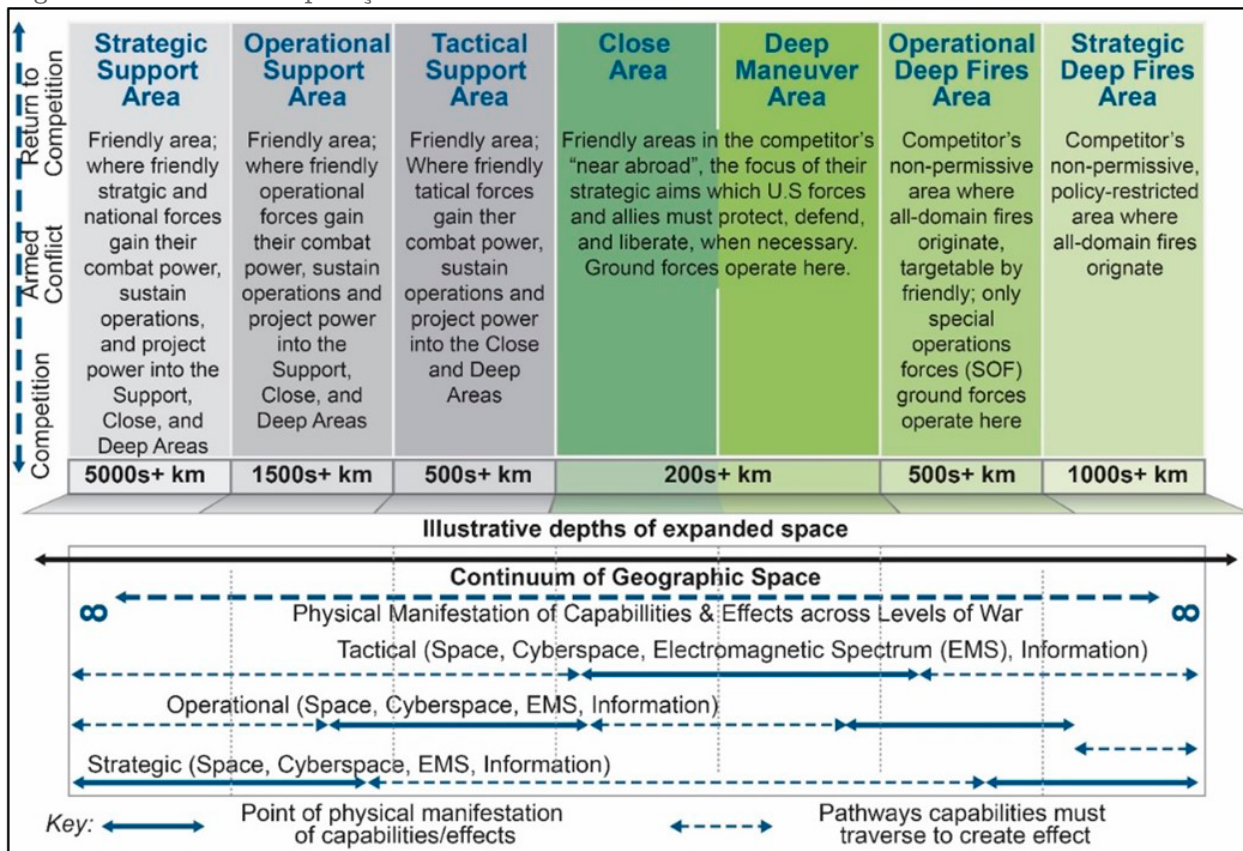 Return to
Competition
Armed
Conflict
Competition
Strategic
Support
Area
Friendly area;
where friendly
stratgic and
national forces
gain their
combat power,
sustain
operations,
and project
power into the
Support,
Close, and
Deep Areas
5000s+ km
Operational
Support
Area
Friendly area;
where friendly
operational
forces gain
their combat
power, sustain
operations and
project power
into the
Support,
Close, and
Deep Areas
1500s+ km
Tactical
Support
Area
Friendly area;
Where friendly
tatical forces
gain ther
combat power,
sustain
operations and
project power
into the Close
and Deep
Areas
500s+ km
Close
Area
Deep
Maneuver
Area
Friendly areas in the competitor's
“near abroad”, the focus of their
strategic aims which U.S forces
and allies must protect, defend,
and liberate, when necessary.
Ground forces operate here.
200s+ km
Operational
Deep Fires
Area
Competitor's
non-permissive
area where
all-domain fires
originate,
targetable by
friendly; only
special
operations
forces (SOF)
ground forces
operate here
500s+ km
Strategic
Deep Fires
Area
Competitor's
non-permissive,
policy-restricted
area where
all-domain fires
orignate
1000s+ km
Illustrative depths of expanded space
Continuum of Geographic Space
∞ ∞
Physical Manifestation of Capabillities & Effects across Levels of War
Tactical (Space, Cyberspace, Electromagnetic Spectrum (EMS), Information)
Operational (Space, Cyberspace, EMS, Information)
Strategic (Space, Cyberspace, EMS, Information)
Key:
Point of physical manifestation
of capabilities/effects
Pathways capabilities must
traverse to create effect